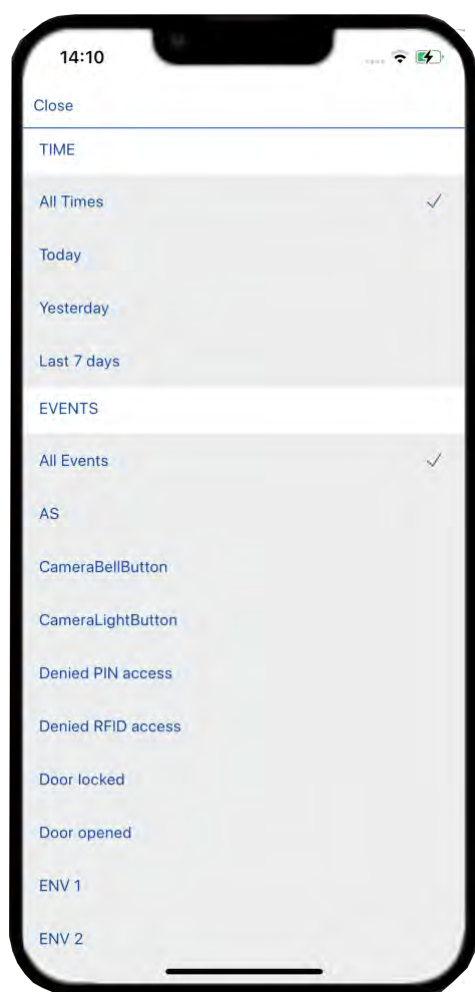 14:10
Close
TIME
All Times
Today
Yesterday
Last 7 days
EVENTS
All Events
AS
CameraBellButton
CameraLightButton
Denied PIN access
Denied RFID access
Door locked
Door opened
ENV 1
ENV 2